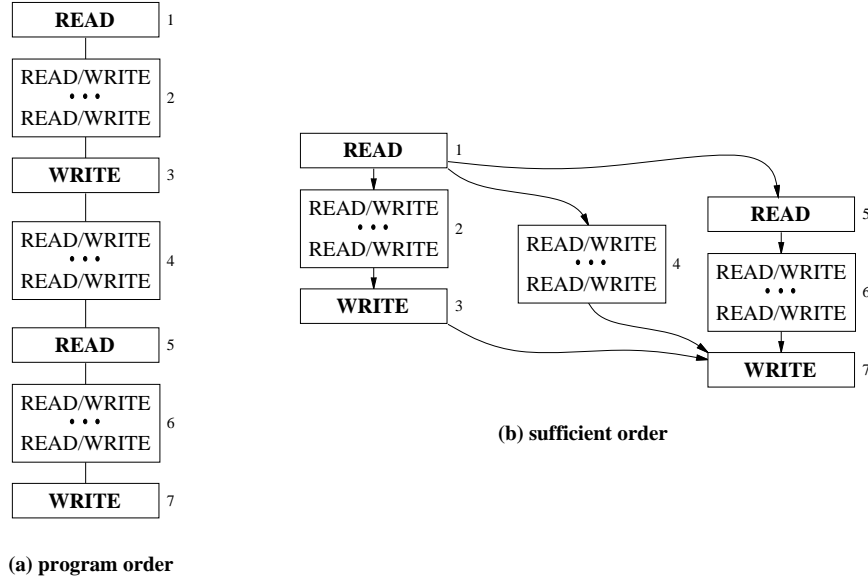 READ 1
READ/WRITE
• • •
READ/WRITE
2
WRITE 3
READ/WRITE
• • •
READ/WRITE
4
READ 5
READ/WRITE
• • •
READ/WRITE
6
WRITE 7
(a) program order
READ 1
READ/WRITE
• • •
READ/WRITE
2
WRITE 3
READ/WRITE
• • •
READ/WRITE
4
READ 5
READ/WRITE
• • •
READ/WRITE
6
WRITE 7
(b) sufficient order